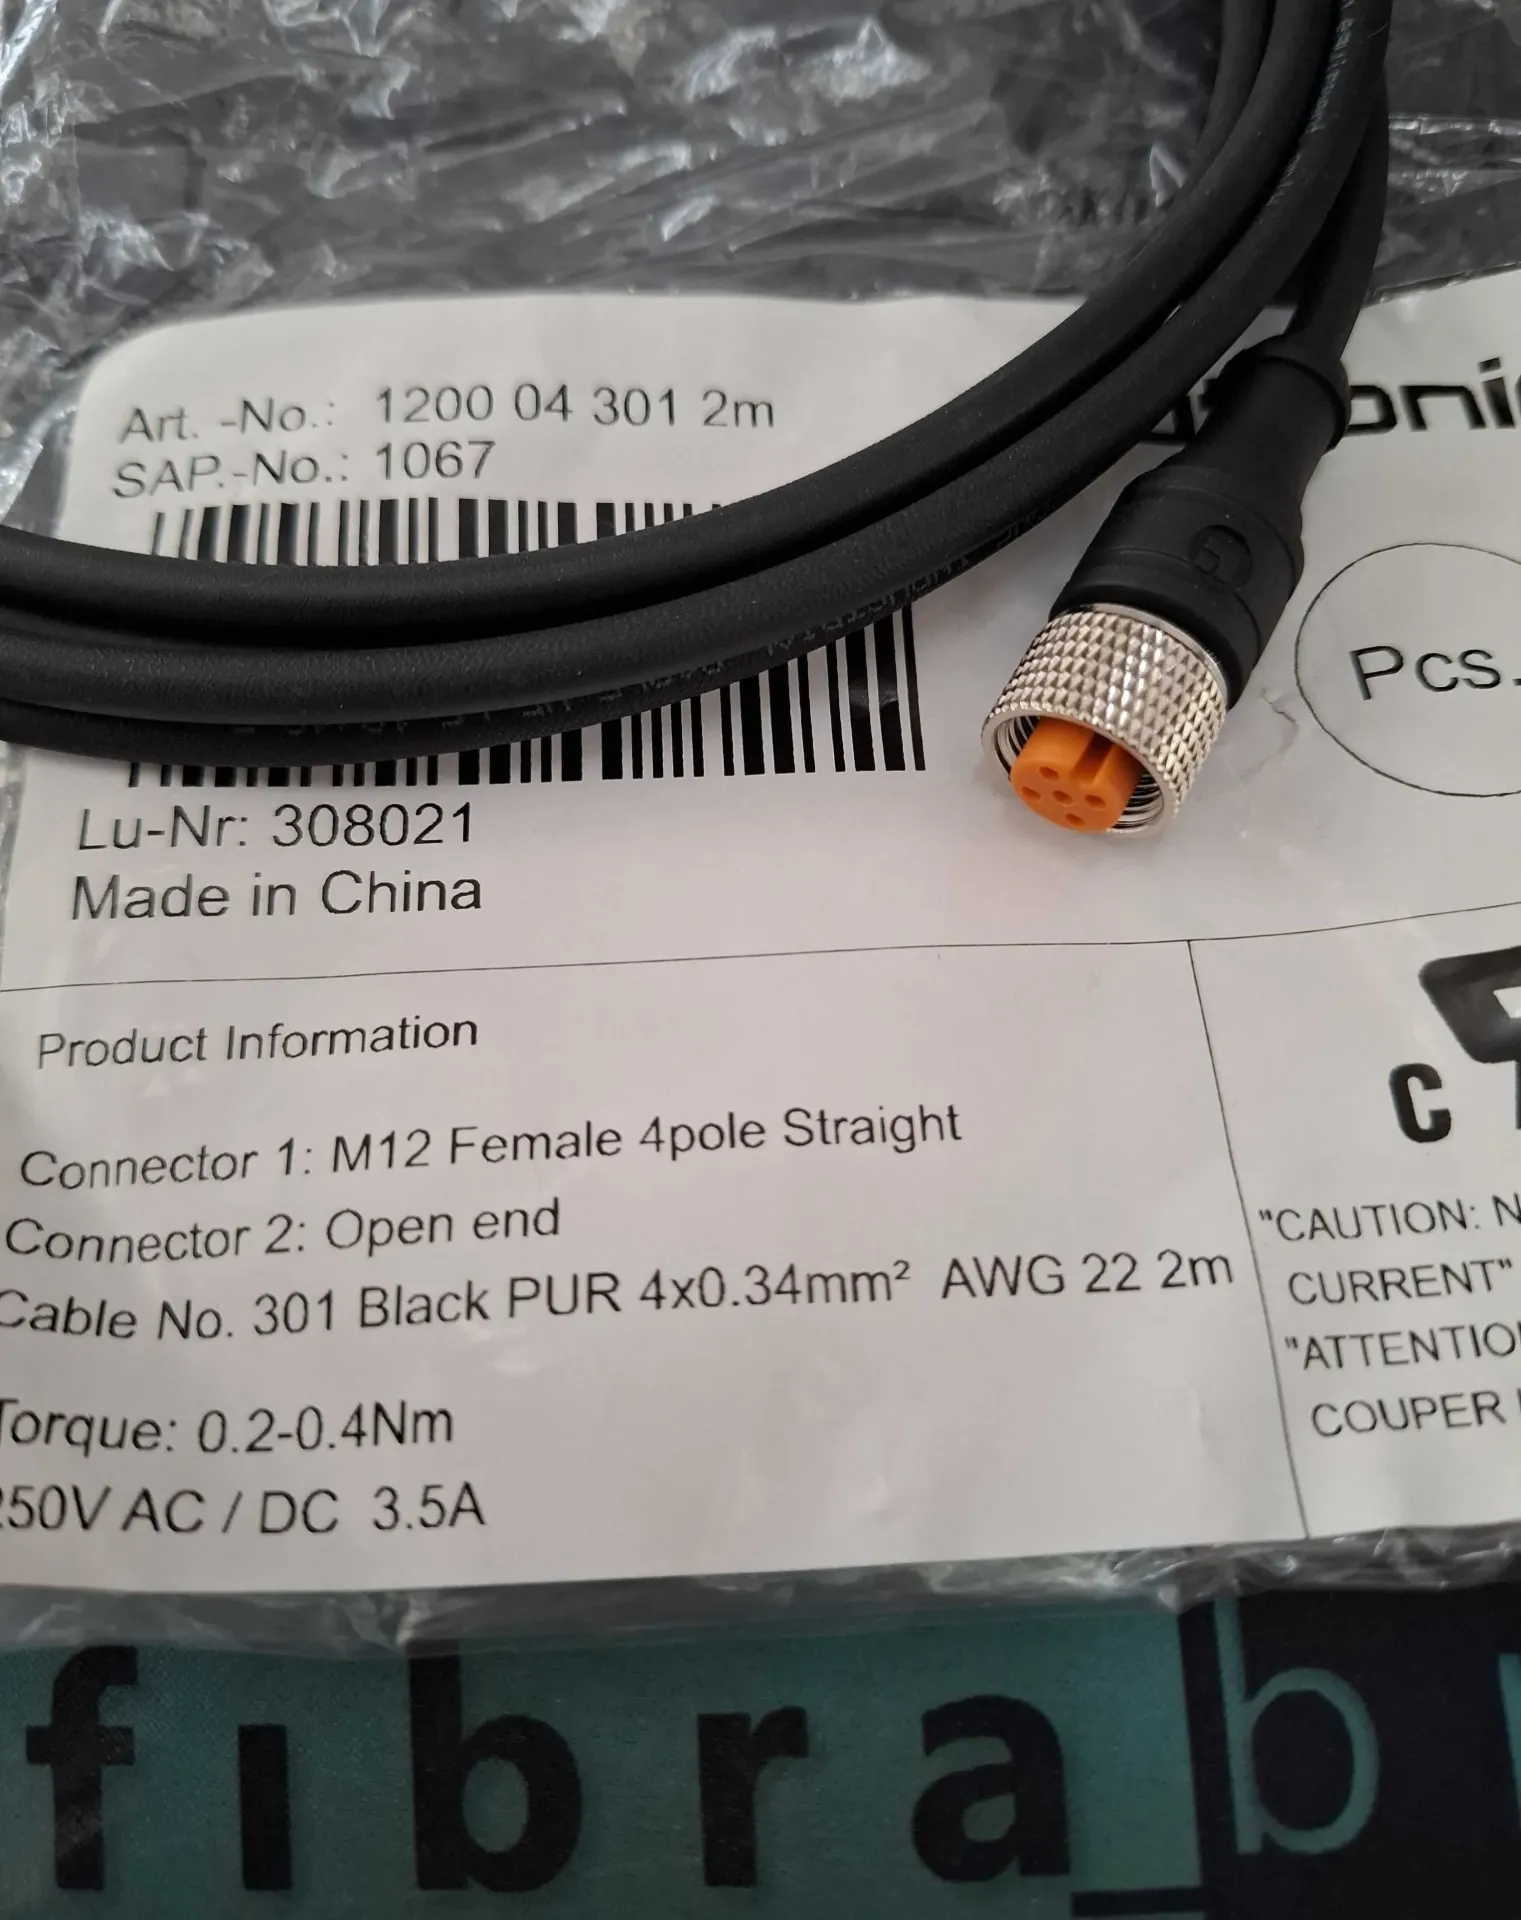 Art. -No.: 1200 04 301 2m
SAP.-No.: 1067
Pcs.
Lu-Nr: 308021
Made in China
Product Information
Connector 1: M12 Female 4pole Straight
Connector 2: Open end
Cable No. 301 Black PUR 4x0.34mm² AWG 22 2m
Torque: 0.2-0.4Nm
250V AC / DC 3.5A
C
"CAUTION: N
CURRENT"
"ATTENTION
COUPER
fibrab